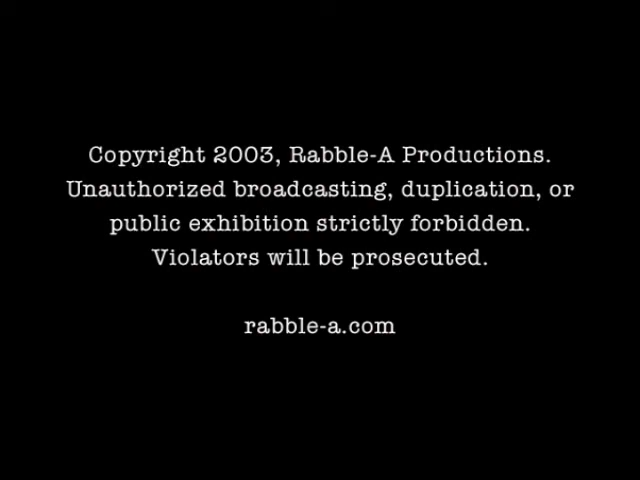 Copyright 2003, Rabble-A Productions.
Unauthorized broadcasting, duplication, or
public exhibition strictly forbidden.
Violators will be prosecuted.
rabble-a.com